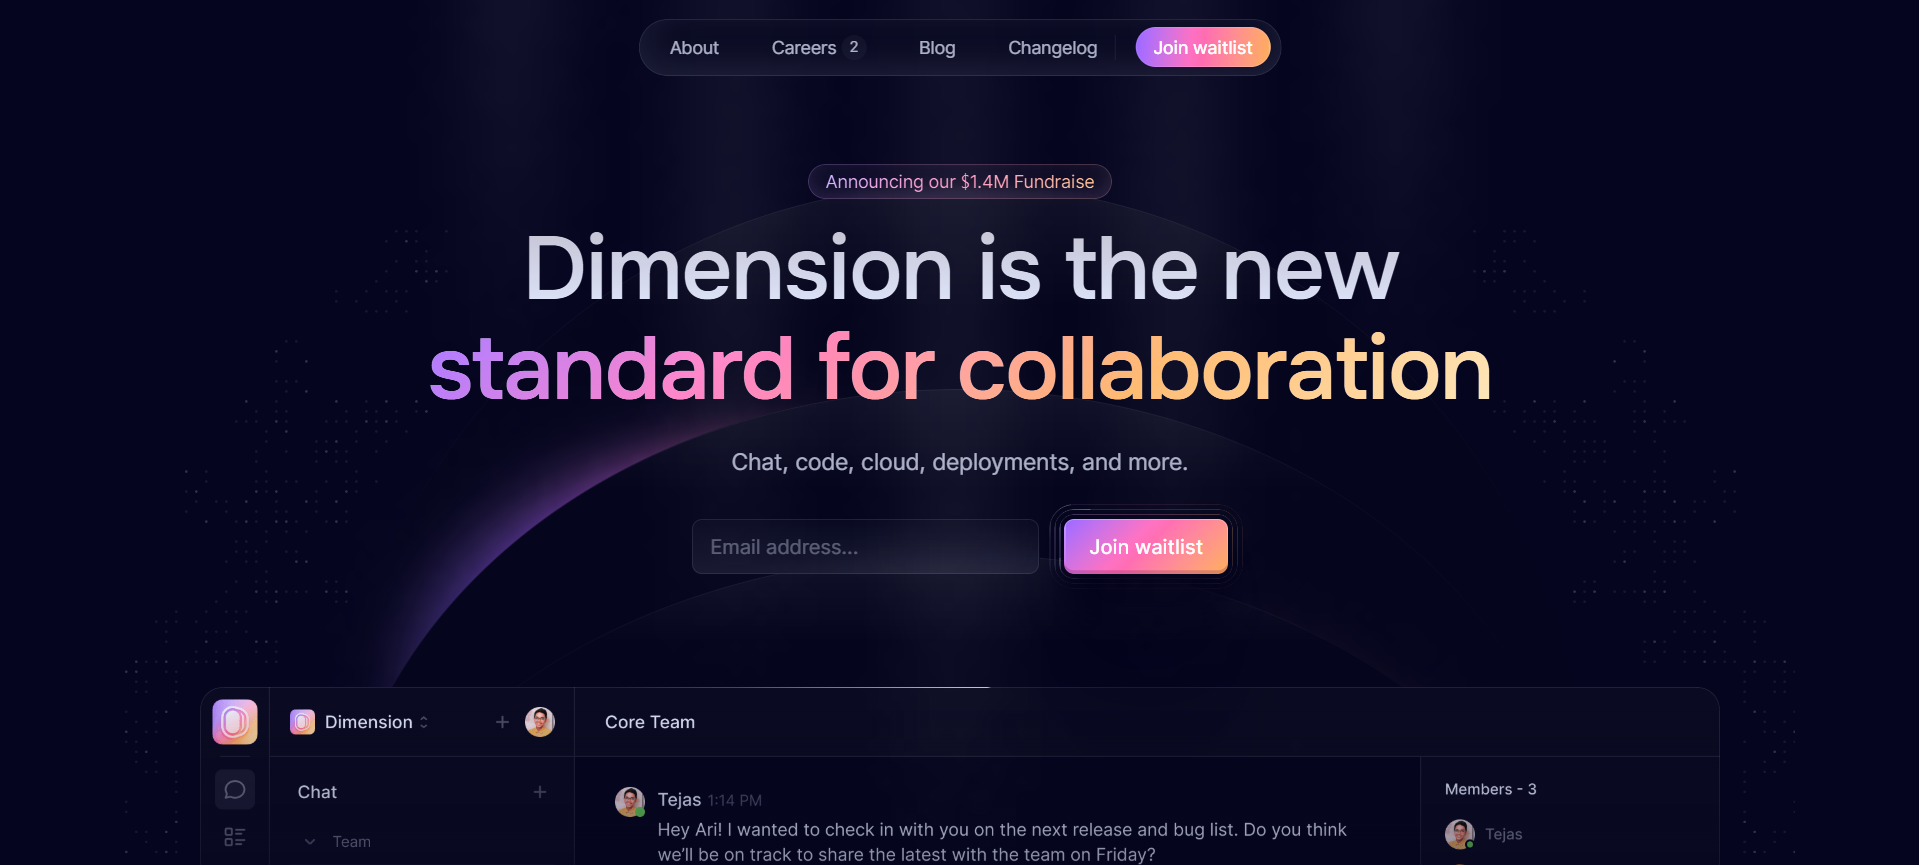 About
Careers 2
Blog
Changelog
Join waitlist
Announcing our $1.4M Fundraise
Dimension is the new
standard for collaboration
Chat, code, cloud, deployments, and more.
Email address...
Join waitlist
Dimension
Core Team
Chat
Team
Tejas 1:14 PM
Hey Ari! I wanted to check in with you on the next release and bug list. Do you think
we'll be on track to share the latest with the team on Friday?
Members - 3
Tejas